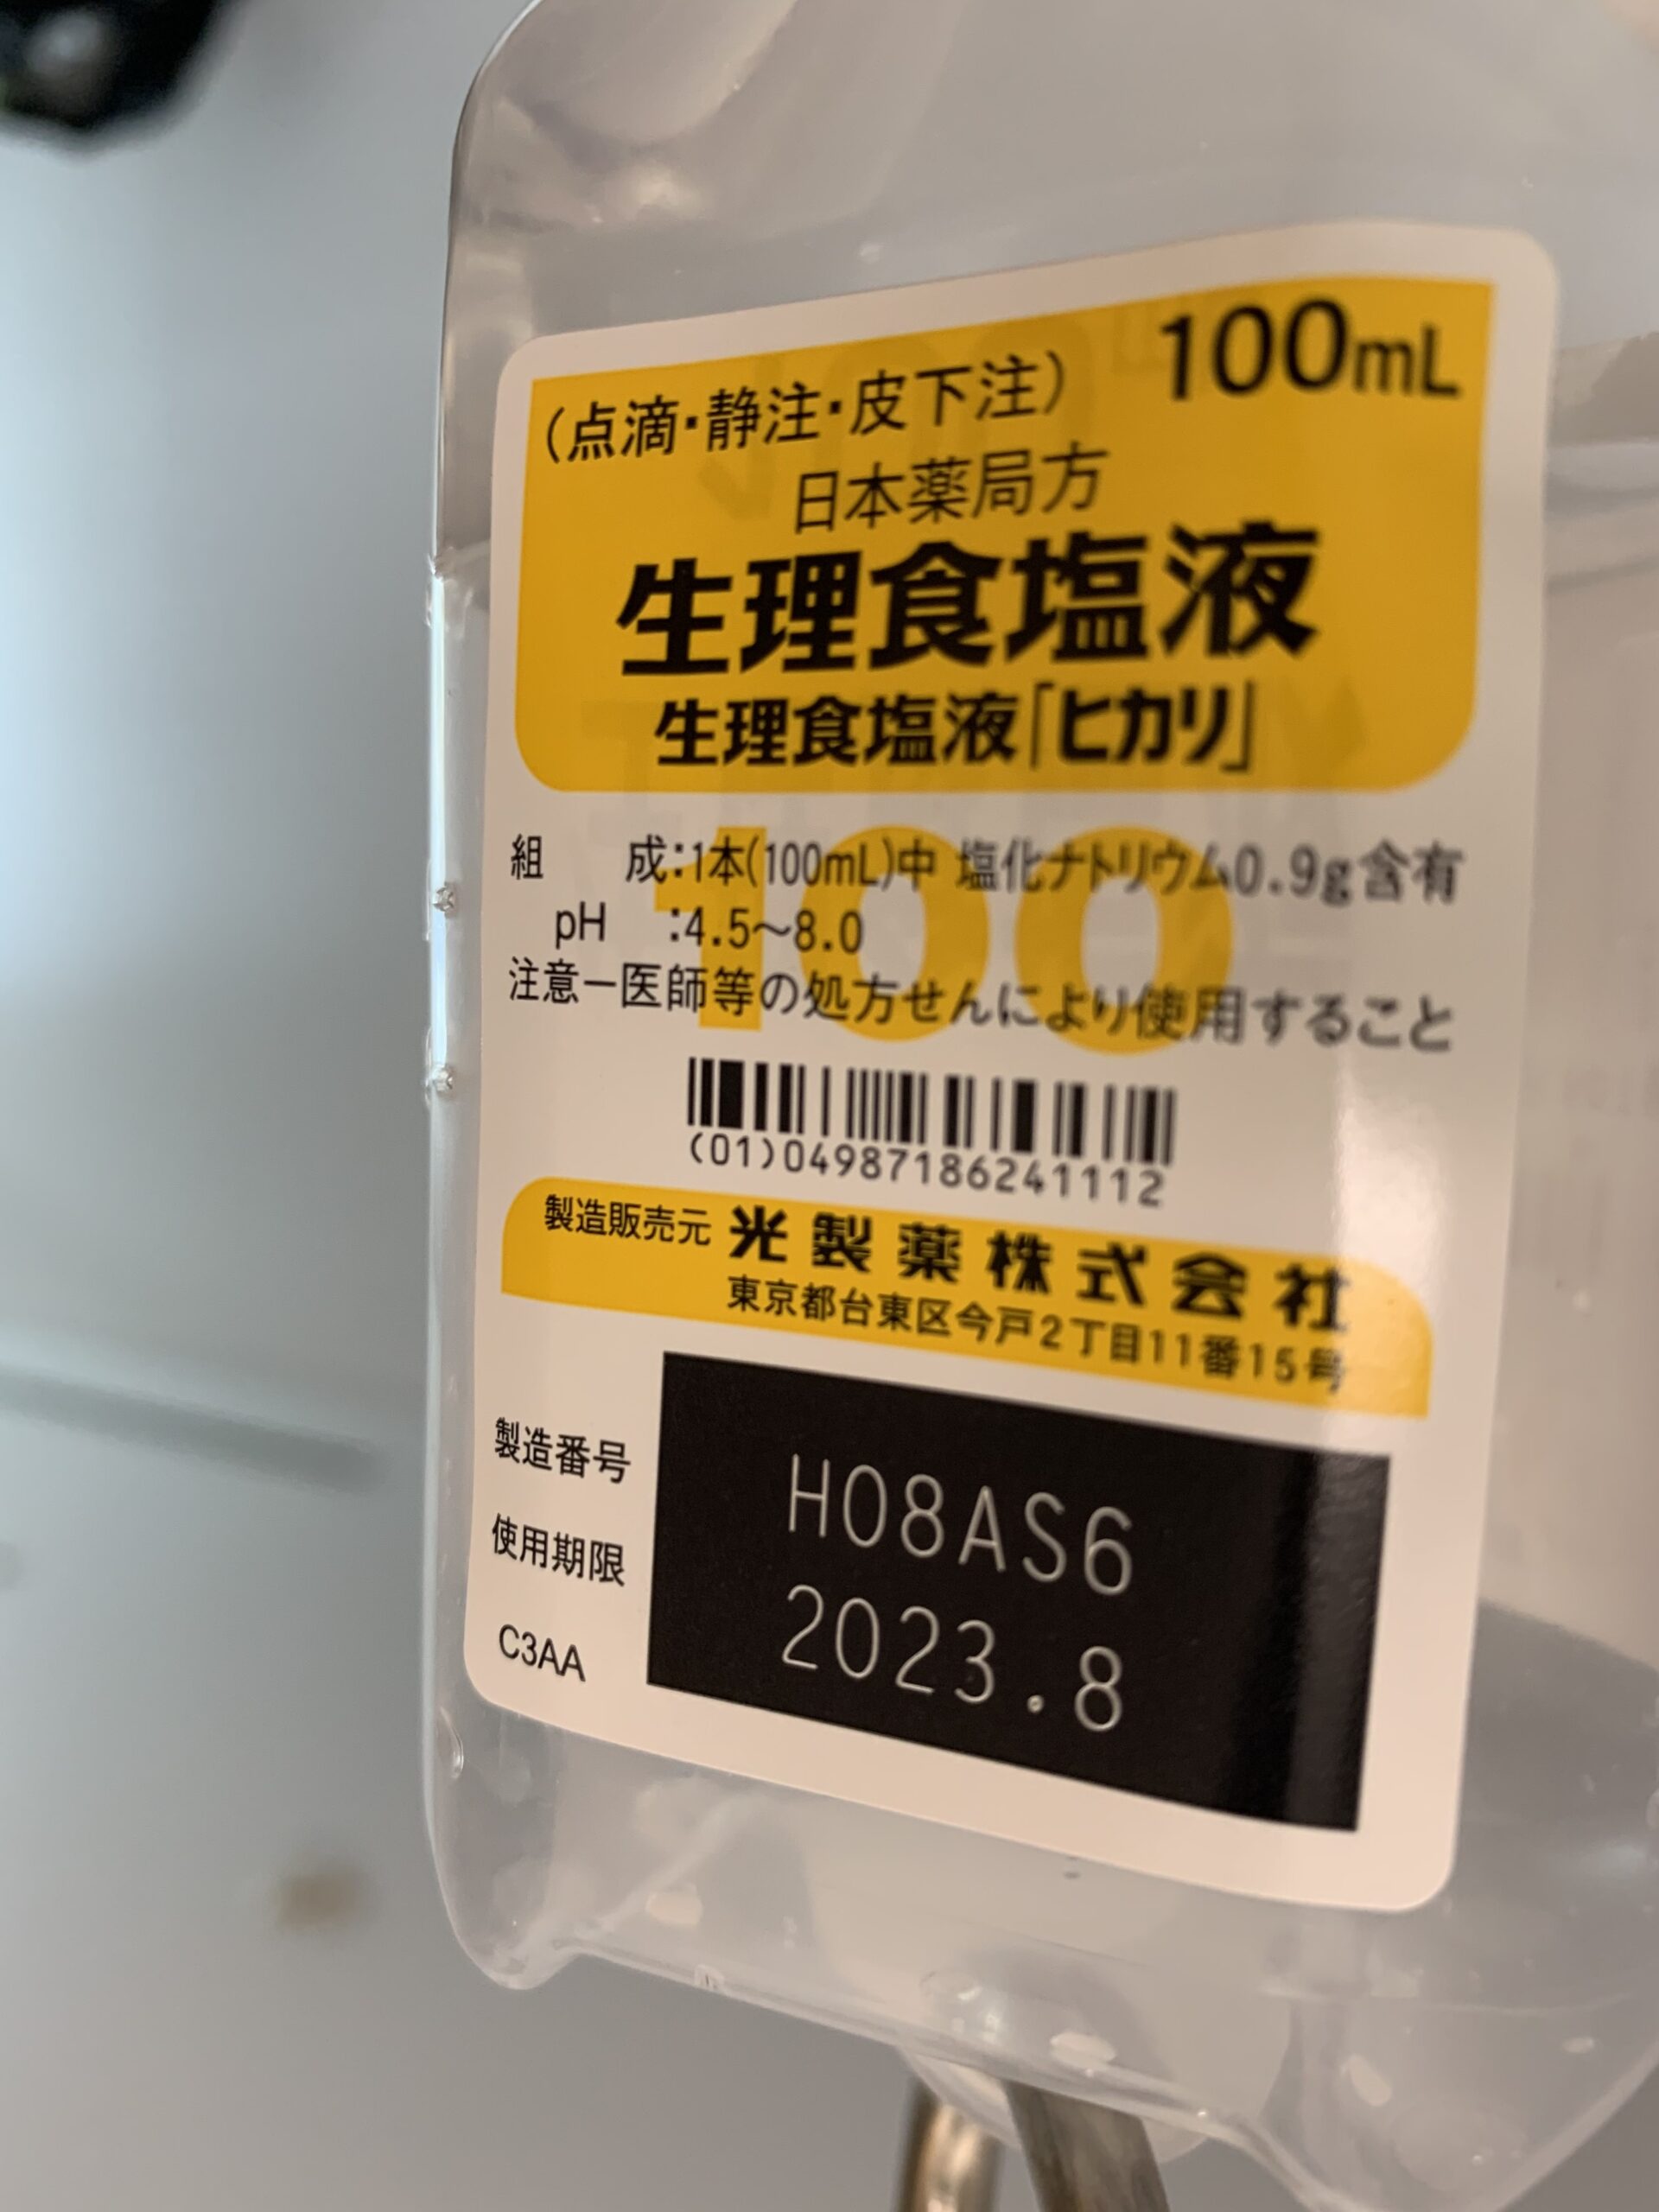 (点滴・静注・皮下注) 100mL
日本薬局方
生理食塩液
生理食塩液「ヒカリ」
100
組 成:1本(100mL)中 塩化ナトリウム0.9g含有
pH :4.5～8.0
注意－医師等の処方せんにより使用すること
(01)04987186241112
製造販売元 光製薬株式会社
東京都台東区今戸2丁目11番15号
製造番号 H08AS6
使用期限 2023.8
C3AA